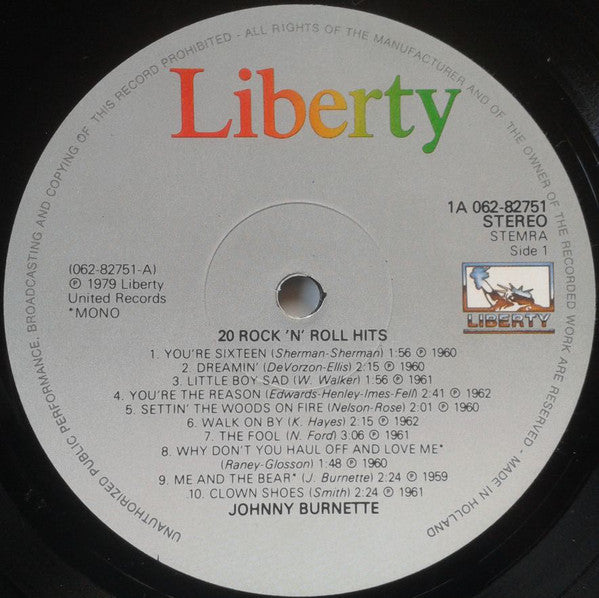 UNAUTHORIZED PUBLIC PERFORMANCE, BROADCASTING AND COPYING OF THIS RECORD PROHIBITED - ALL RIGHTS OF THE MANUFACTURER AND OF THE OWNER OF THE RECORDED WORK ARE RESERVED - MADE IN HOLLAND
Liberty
1A 062-82751
STEREO
STEMRA
Side 1
(062-82751-A)
℗ 1979 Liberty
United Records
*MONO
LIBERTY
20 ROCK 'N' ROLL HITS
1. YOU'RE SIXTEEN (Sherman-Sherman) 1:56 ℗ 1960
2. DREAMIN' (DeVorzon-Ellis) 2:15 ℗ 1960
3. LITTLE BOY SAD (W. Walker) 1:56 ℗ 1961
4. YOU'RE THE REASON (Edwards-Henley-Imes-Fell) 2:41 ℗ 1962
5. SETTIN' THE WOODS ON FIRE (Nelson-Rose) 2:01 ℗ 1960
6. WALK ON BY (K. Hayes) 2:15 ℗ 1962
7. THE FOOL (N. Ford) 3:06 ℗ 1961
8. WHY DON'T YOU HAUL OFF AND LOVE ME*
(Raney-Glosson) 1:48 ℗ 1960
9. ME AND THE BEAR* (J. Burnette) 2:24 ℗ 1959
10. CLOWN SHOES (Smith) 2:24 ℗ 1961
JOHNNY BURNETTE